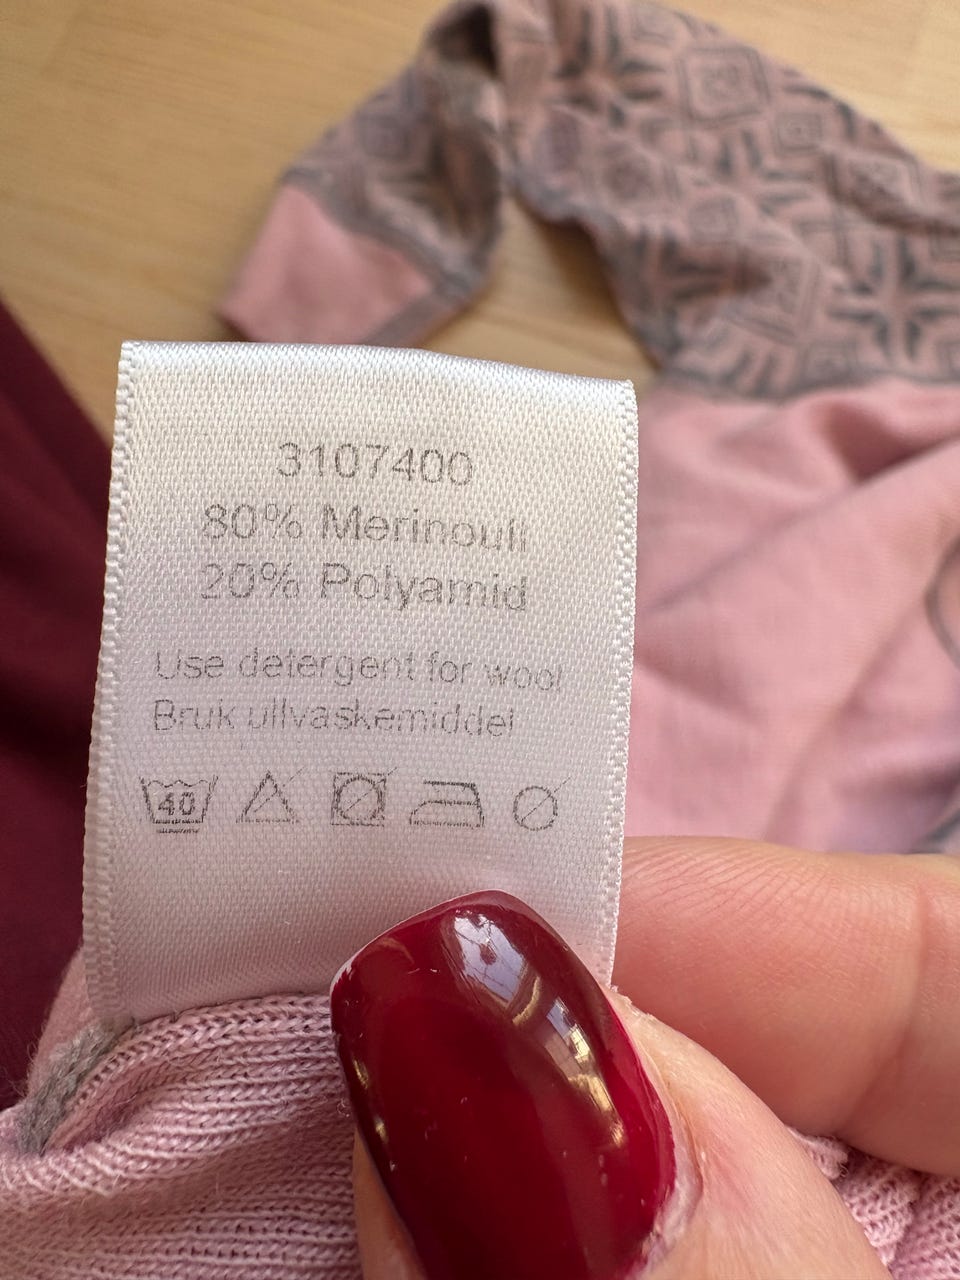 3107400
80% Merinoull
20% Polyamid
Use detergent for wool
Bruk ullvaskemiddel
40